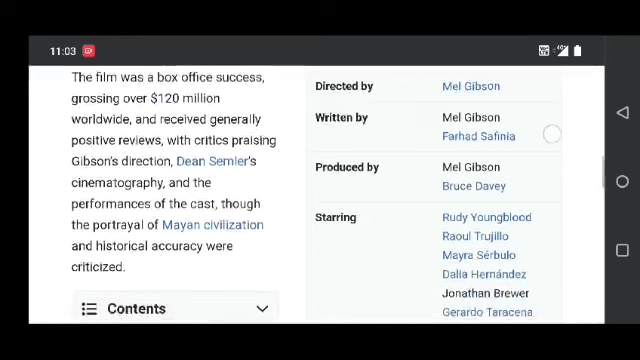 11:03
The film was a box office success,
grossing over $120 million
worldwide, and received generally
positive reviews, with critics praising
Gibson's direction, Dean Semler's
cinematography, and the
performances of the cast, though
the portrayal of Mayan civilization
and historical accuracy were
criticized.
Contents
Directed by Mel Gibson
Written by Mel Gibson
Farhad Safinia
Produced by Mel Gibson
Bruce Davey
Starring Rudy Youngblood
Raoul Trujillo
Mayra Sérbulo
Dalia Hernández
Jonathan Brewer
Gerardo Taracena